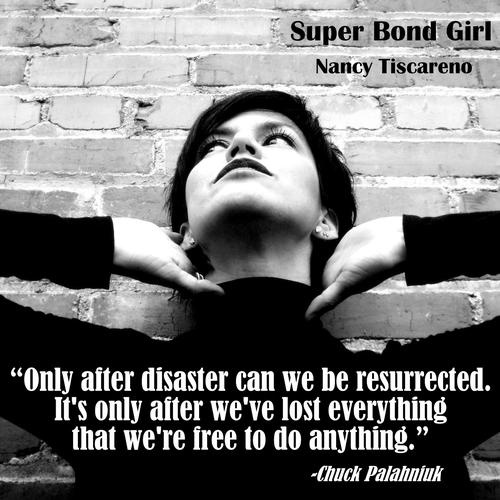 Super Bond Girl
Nancy Tiscareno
“Only after disaster can we be resurrected.
It's only after we've lost everything
that we're free to do anything.”
-Chuck Palahniuk